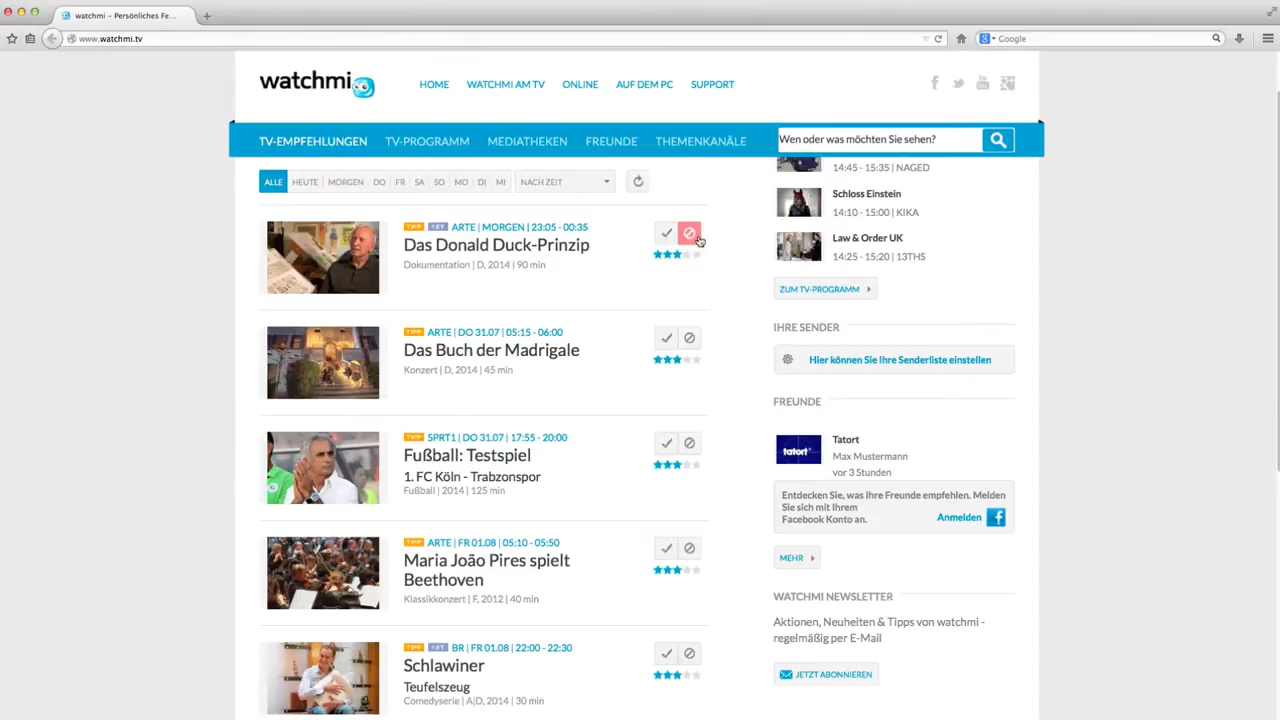 watchmi – Persönliches Fe...
www.watchmi.tv
Google
watchmi
HOME
WATCHMI AM TV
ONLINE
AUF DEM PC
SUPPORT
TV-EMPFEHLUNGEN
TV-PROGRAMM
MEDIATHEKEN
FREUNDE
THEMENKANÄLE
Wen oder was möchten Sie sehen?
ALLE
HEUTE
MORGEN
DO
FR
SA
SO
MO
DI
MI
NACH ZEIT
TIPP
ARTE | MORGEN | 23:05 - 00:35
Das Donald Duck-Prinzip
Dokumentation | D, 2014 | 90 min
TIPP
ARTE | DO 31.07 | 05:15 - 06:00
Das Buch der Madrigale
Konzert | D, 2014 | 45 min
TIPP
SPRT1 | DO 31.07 | 17:55 - 20:00
Fußball: Testspiel
1. FC Köln - Trabzonspor
Fußball | 2014 | 125 min
TIPP
ARTE | FR 01.08 | 05:10 - 05:50
Maria João Pires spielt
Beethoven
Klassikkonzert | F, 2012 | 40 min
TIPP
BR | FR 01.08 | 22:00 - 22:30
Schlawiner
Teufelszeug
Comedyserie | A|D, 2014 | 30 min
14:45 - 15:35 | NAGED
Schloss Einstein
14:10 - 15:00 | KIKA
Law & Order UK
14:25 - 15:20 | 13THS
ZUM TV-PROGRAMM
IHRE SENDER
Hier können Sie Ihre Senderliste einstellen
FREUNDE
tatort
Tatort
Max Mustermann
vor 3 Stunden
Entdecken Sie, was Ihre Freunde empfehlen. Melden
Sie sich mit Ihrem
Facebook Konto an.
Anmelden
MEHR
WATCHMI NEWSLETTER
Aktionen, Neuheiten & Tipps von watchmi -
regelmäßig per E-Mail
JETZT ABONNIEREN